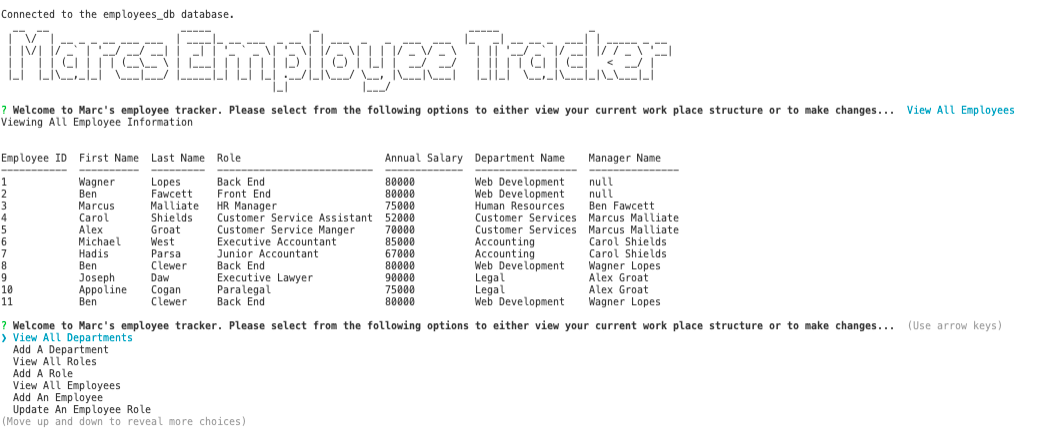 Connected to the employees_db database.
Marcs Employee Tracker
? Welcome to Marc's employee tracker. Please select from the following options to either view your current work place structure or to make changes... View All Employees
Viewing All Employee Information
Employee ID  First Name  Last Name  Role  Annual Salary  Department Name  Manager Name
1  Wagner  Lopes  Back End  80000  Web Development  null
2  Ben  Fawcett  Front End  80000  Web Development  null
3  Marcus  Malliate  HR Manager  75000  Human Resources  Ben Fawcett
4  Carol  Shields  Customer Service Assistant  52000  Customer Services  Marcus Malliate
5  Alex  Groat  Customer Service Manger  70000  Customer Services  Marcus Malliate
6  Michael  West  Executive Accountant  85000  Accounting  Carol Shields
7  Hadis  Parsa  Junior Accountant  67000  Accounting  Carol Shields
8  Ben  Clewer  Back End  80000  Web Development  Wagner Lopes
9  Joseph  Daw  Executive Lawyer  90000  Legal  Alex Groat
10  Appoline  Cogan  Paralegal  75000  Legal  Alex Groat
11  Ben  Clewer  Back End  80000  Web Development  Wagner Lopes
? Welcome to Marc's employee tracker. Please select from the following options to either view your current work place structure or to make changes... (Use arrow keys)
❯ View All Departments
Add A Department
View All Roles
Add A Role
View All Employees
Add An Employee
Update An Employee Role
(Move up and down to reveal more choices)